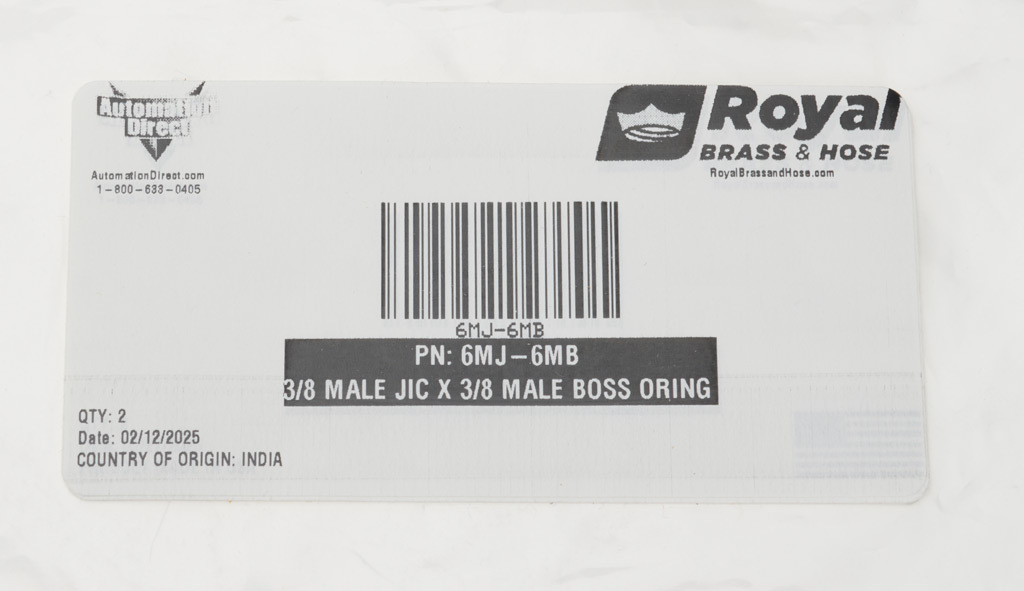 Automation
Direct
AutomationDirect.com
1-800-633-0405
Royal
BRASS & HOSE
RoyalBrassandHose.com
6MJ-6MB
PN: 6MJ-6MB
3/8 MALE JIC X 3/8 MALE BOSS ORING
QTY: 2
Date: 02/12/2025
COUNTRY OF ORIGIN: INDIA